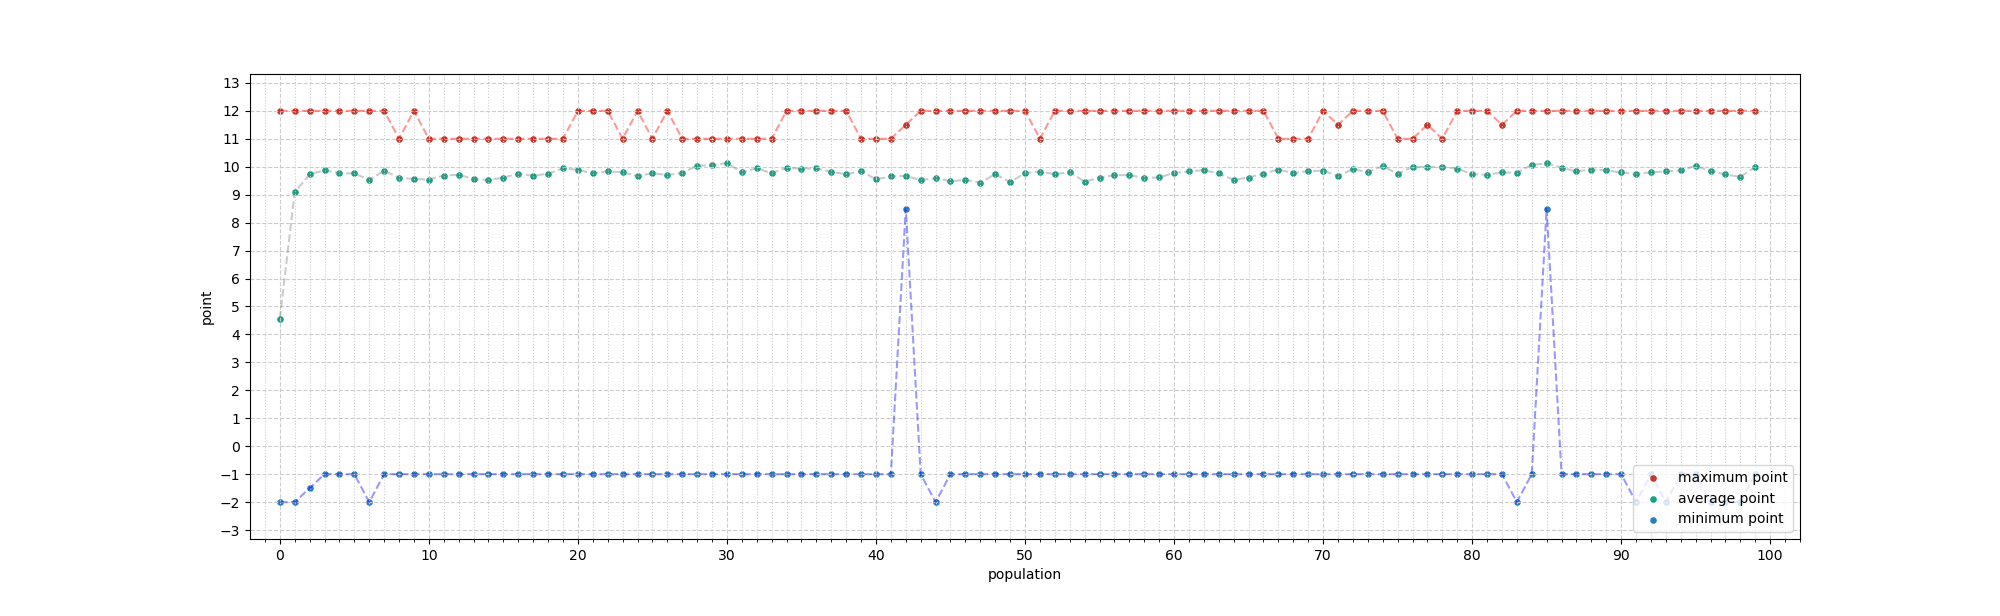 13
12
11
10
9
8
7
6
5
4
3
2
1
0
−1
−2
−3
point
0 10 20 30 40 50 60 70 80 90 100
population
maximum point
average point
minimum point